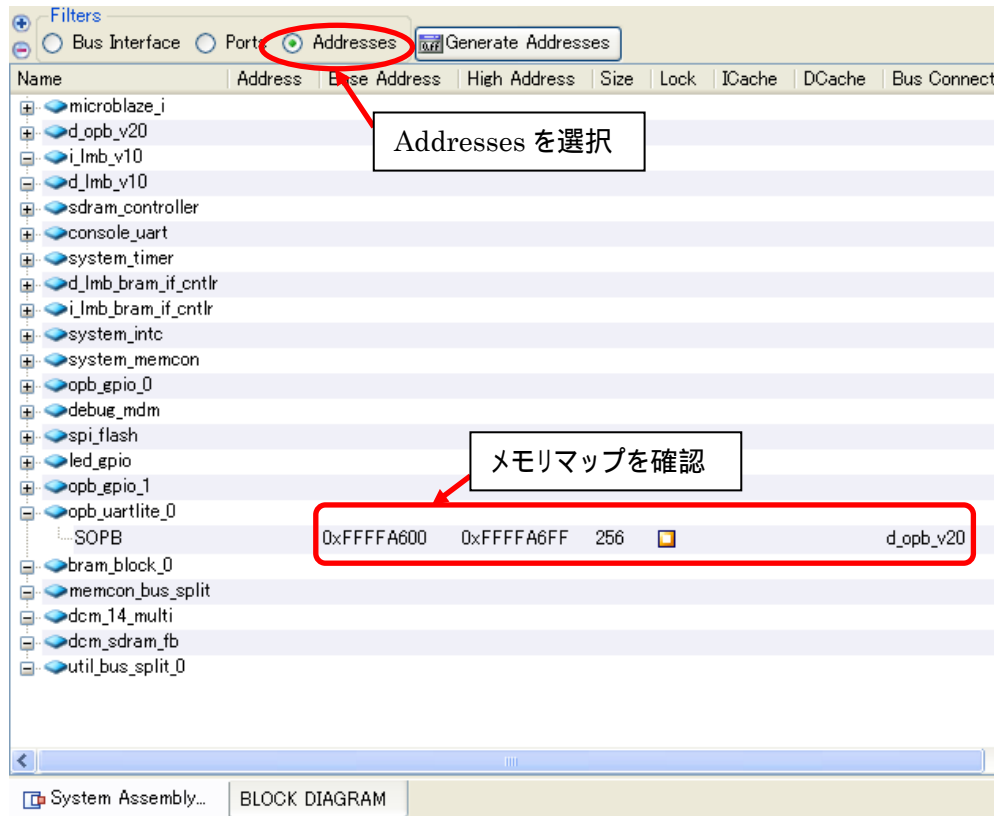 Filters
Bus Interface Ports Addresses Generate Addresses
Name Address Base Address High Address Size Lock ICache DCache Bus Connect
microblaze_i
d_opb_v20
Addresses を選択
i_lmb_v10
d_lmb_v10
sdram_controller
console_uart
system_timer
d_lmb_bram_if_cntlr
i_lmb_bram_if_cntlr
system_intc
system_memcon
opb_gpio_0
debug_mdm
spi_flash
led_gpio
メモリマップを確認
opb_gpio_1
opb_uartlite_0
SOPB 0xFFFFA600 0xFFFFA6FF 256 d_opb_v20
bram_block_0
memcon_bus_split
dcm_14_multi
dcm_sdram_fb
util_bus_split_0
System Assembly... BLOCK DIAGRAM